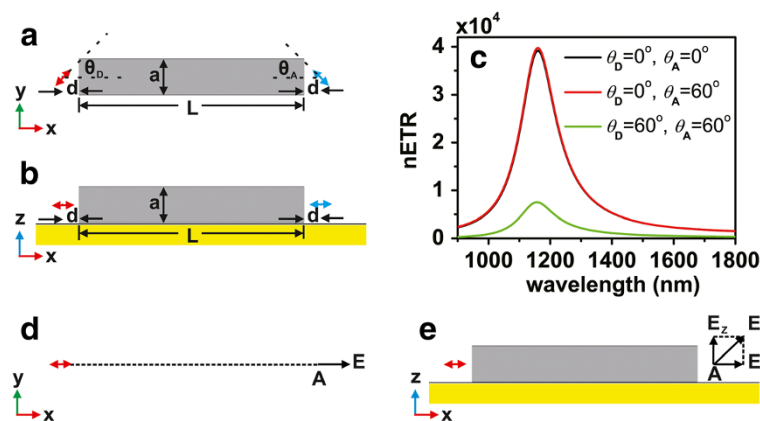 a
θD
a
θA
d
d
L
y
x
b
a
d
d
L
z
x
x10⁴
c
θD=0°, θA=0°
θD=0°, θA=60°
θD=60°, θA=60°
nETR
4
3
2
1
0
1000 1200 1400 1600 1800
wavelength (nm)
d
A
E
y
x
e
Ez
E
A
E
z
x